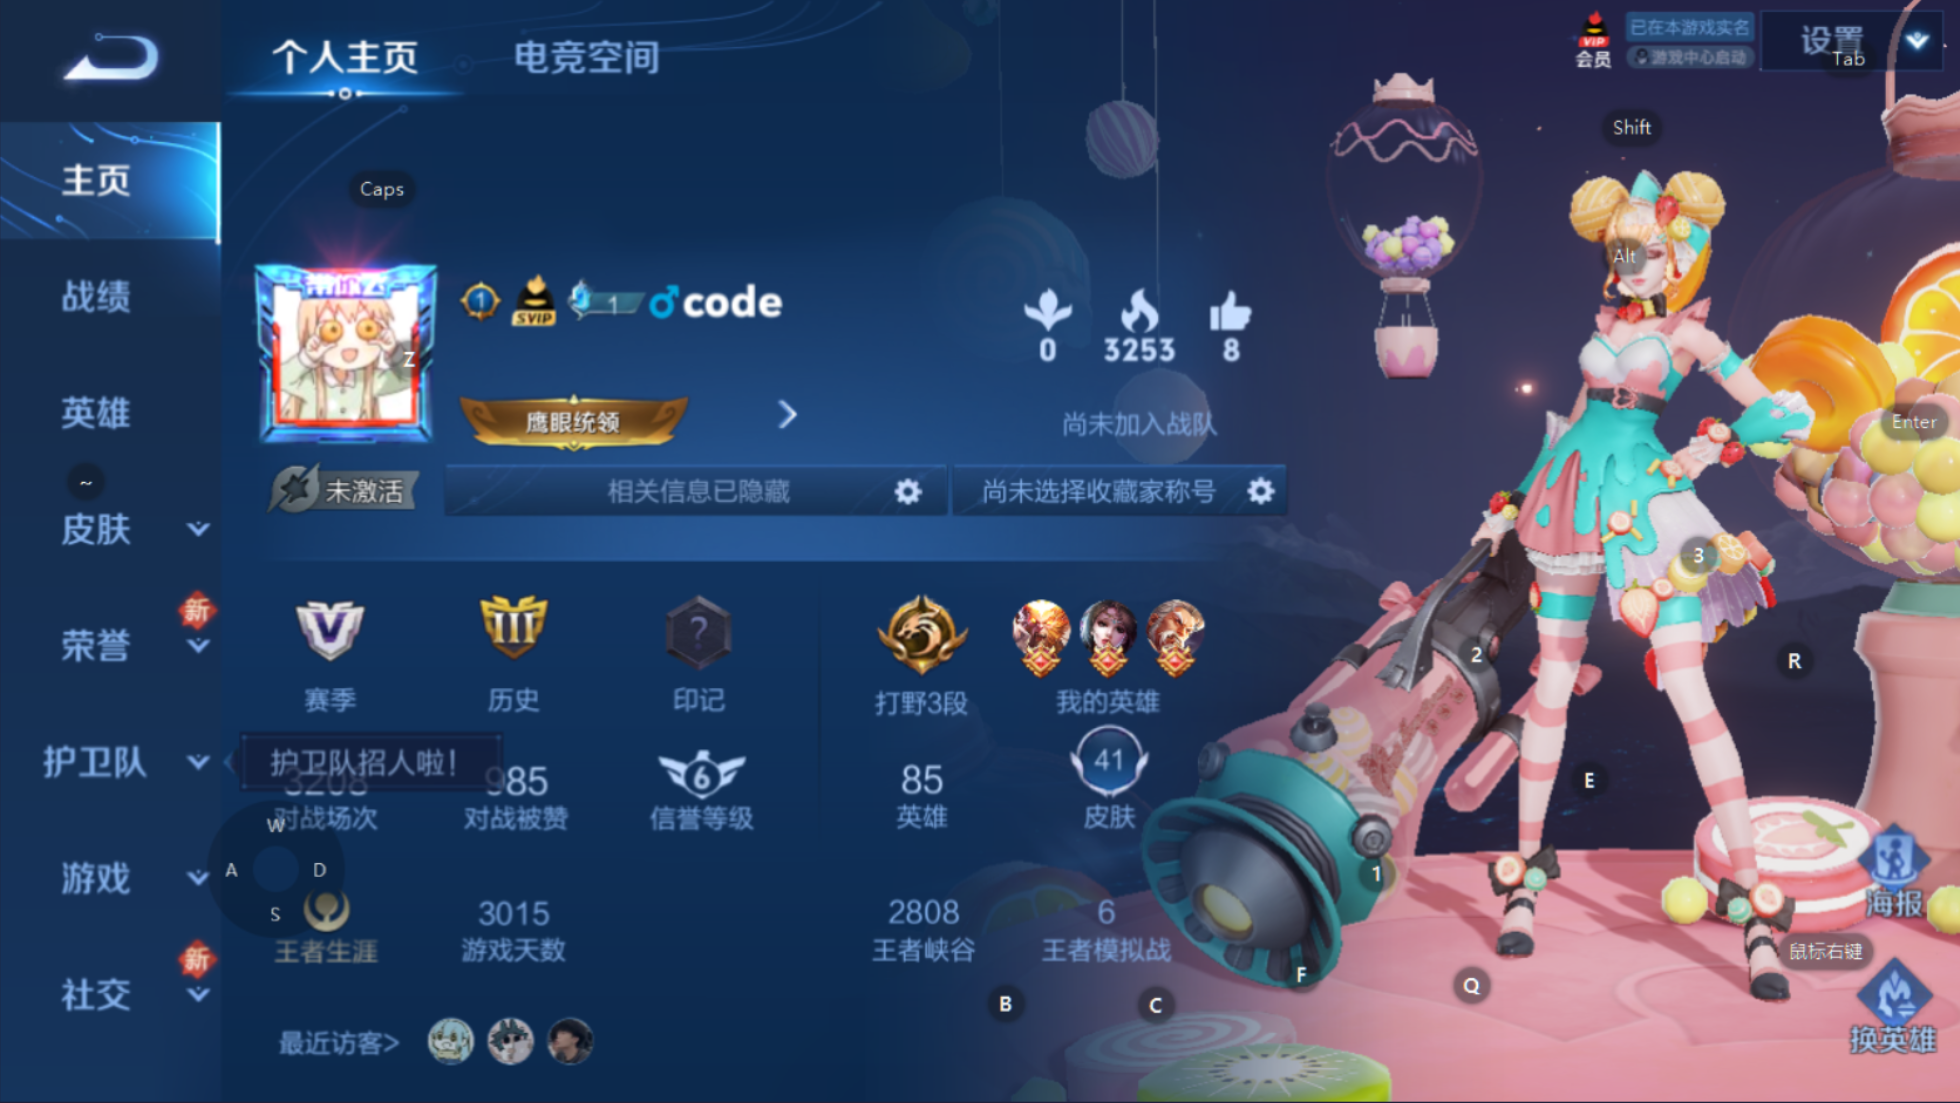 个人主页
电竞空间
VIP
会员
已在本游戏实名
游戏中心启动
设置
Tab
主页
战绩
英雄
~
皮肤
新
荣誉
护卫队
游戏
新
社交
Caps
Shift
Alt
Z
1
SVIP
1
code
0
3253
8
鹰眼统领
尚未加入战队
Enter
未激活
相关信息已隐藏
尚未选择收藏家称号
3
V
III
?
赛季
历史
印记
打野3段
我的英雄
2
R
护卫队招人啦!
3208
985
6
85
41
E
对战场次
对战被赞
信誉等级
英雄
皮肤
W
A
D
S
1
王者生涯
3015
游戏天数
2808
王者峡谷
6
王者模拟战
海报
鼠标右键
F
Q
B
C
换英雄
最近访客>